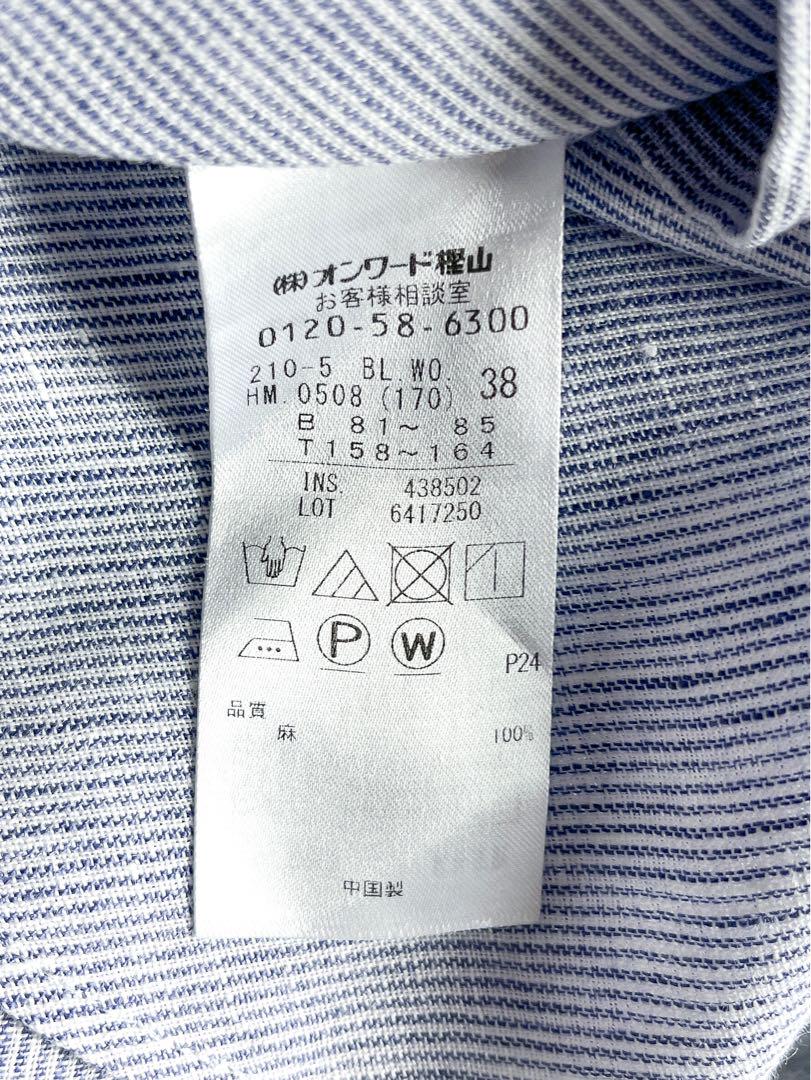 (株)オンワード樫山
お客様相談室
0120-58-6300
210-5 BL.WO. 38
HM.0508 (170)
B 81～ 85
T158～164
INS. 438502
LOT 6417250
P W
P24
品質
麻 100%
中国製